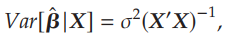 Var[β̂|X] = σ²(X′X)⁻¹,